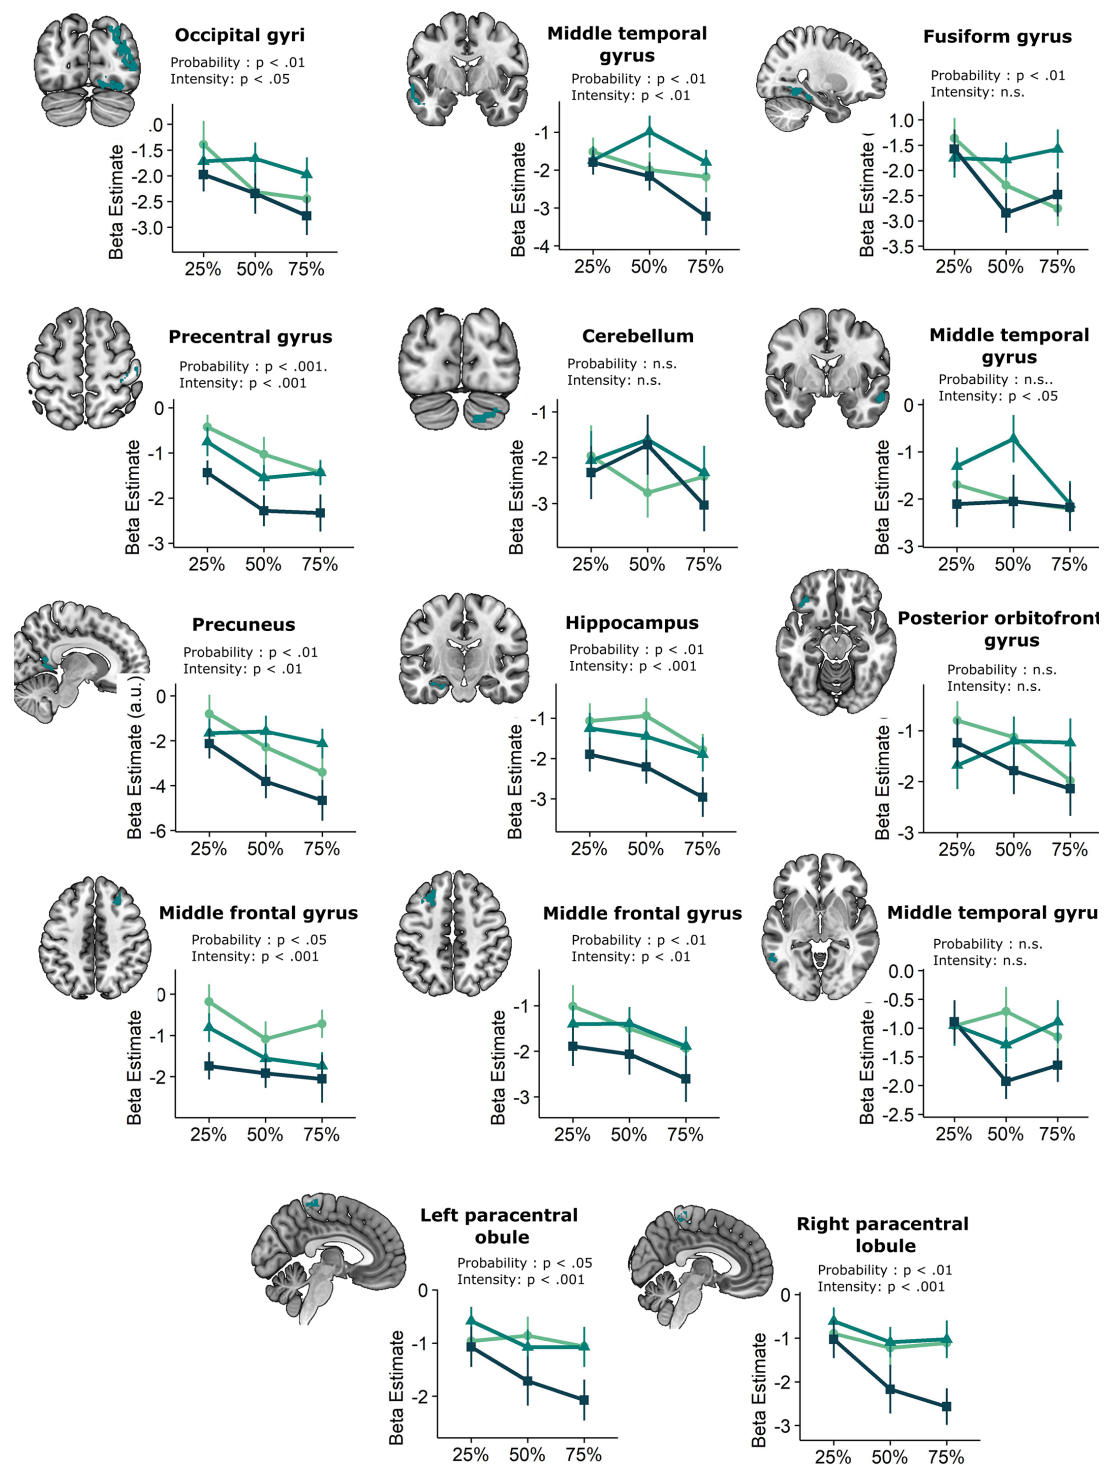 Occipital gyri
Probability : p < .01
Intensity: p < .05
Beta Estimate
.0
-1.5
-2.0
-2.5
-3.0
25% 50% 75%
Middle temporal
gyrus
Probability : p < .01
Intensity: p < .01
Beta Estimate
-1
-2
-3
-4
25% 50% 75%
Fusiform gyrus
Probability : p < .01
Intensity: n.s.
Beta Estimate (
1.0
-1.5
-2.0
-2.5
-3.0
-3.5
25% 50% 75%
Precentral gyrus
Probability : p < .001.
Intensity: p < .001
Beta Estimate
0
-1
-2
-3
25% 50% 75%
Cerebellum
Probability : n.s.
Intensity: n.s.
Beta Estimate
-1
-2
-3
25% 50% 75%
Middle temporal
gyrus
Probability : n.s..
Intensity: p < .05
Beta Estimate
0
-1
-2
-3
25% 50% 75%
Precuneus
Probability : p < .01
Intensity: p < .01
Beta Estimate (a.u.)
0
-2
-4
-6
25% 50% 75%
Hippocampus
Probability : p < .01
Intensity: p < .001
Beta Estimate
-1
-2
-3
25% 50% 75%
Posterior orbitofront
gyrus
Probability : n.s.
Intensity: n.s.
Beta Estimate (
-1
-2
-3
25% 50% 75%
Middle frontal gyrus
Probability : p < .05
Intensity: p < .001
Beta Estimate
0
-1
-2
25% 50% 75%
Middle frontal gyrus
Probability : p < .01
Intensity: p < .01
Beta Estimate
-1
-2
-3
25% 50% 75%
Middle temporal gyru
Probability : n.s.
Intensity: n.s.
Beta Estimate (
0.0
-0.5
-1.0
-1.5
-2.0
-2.5
25% 50% 75%
Left paracentral
obule
Probability : p < .05
Intensity: p < .001
Beta Estimate
0
-1
-2
25% 50% 75%
Right paracentral
lobule
Probability : p < .01
Intensity: p < .001
Beta Estimate
0
-1
-2
-3
25% 50% 75%